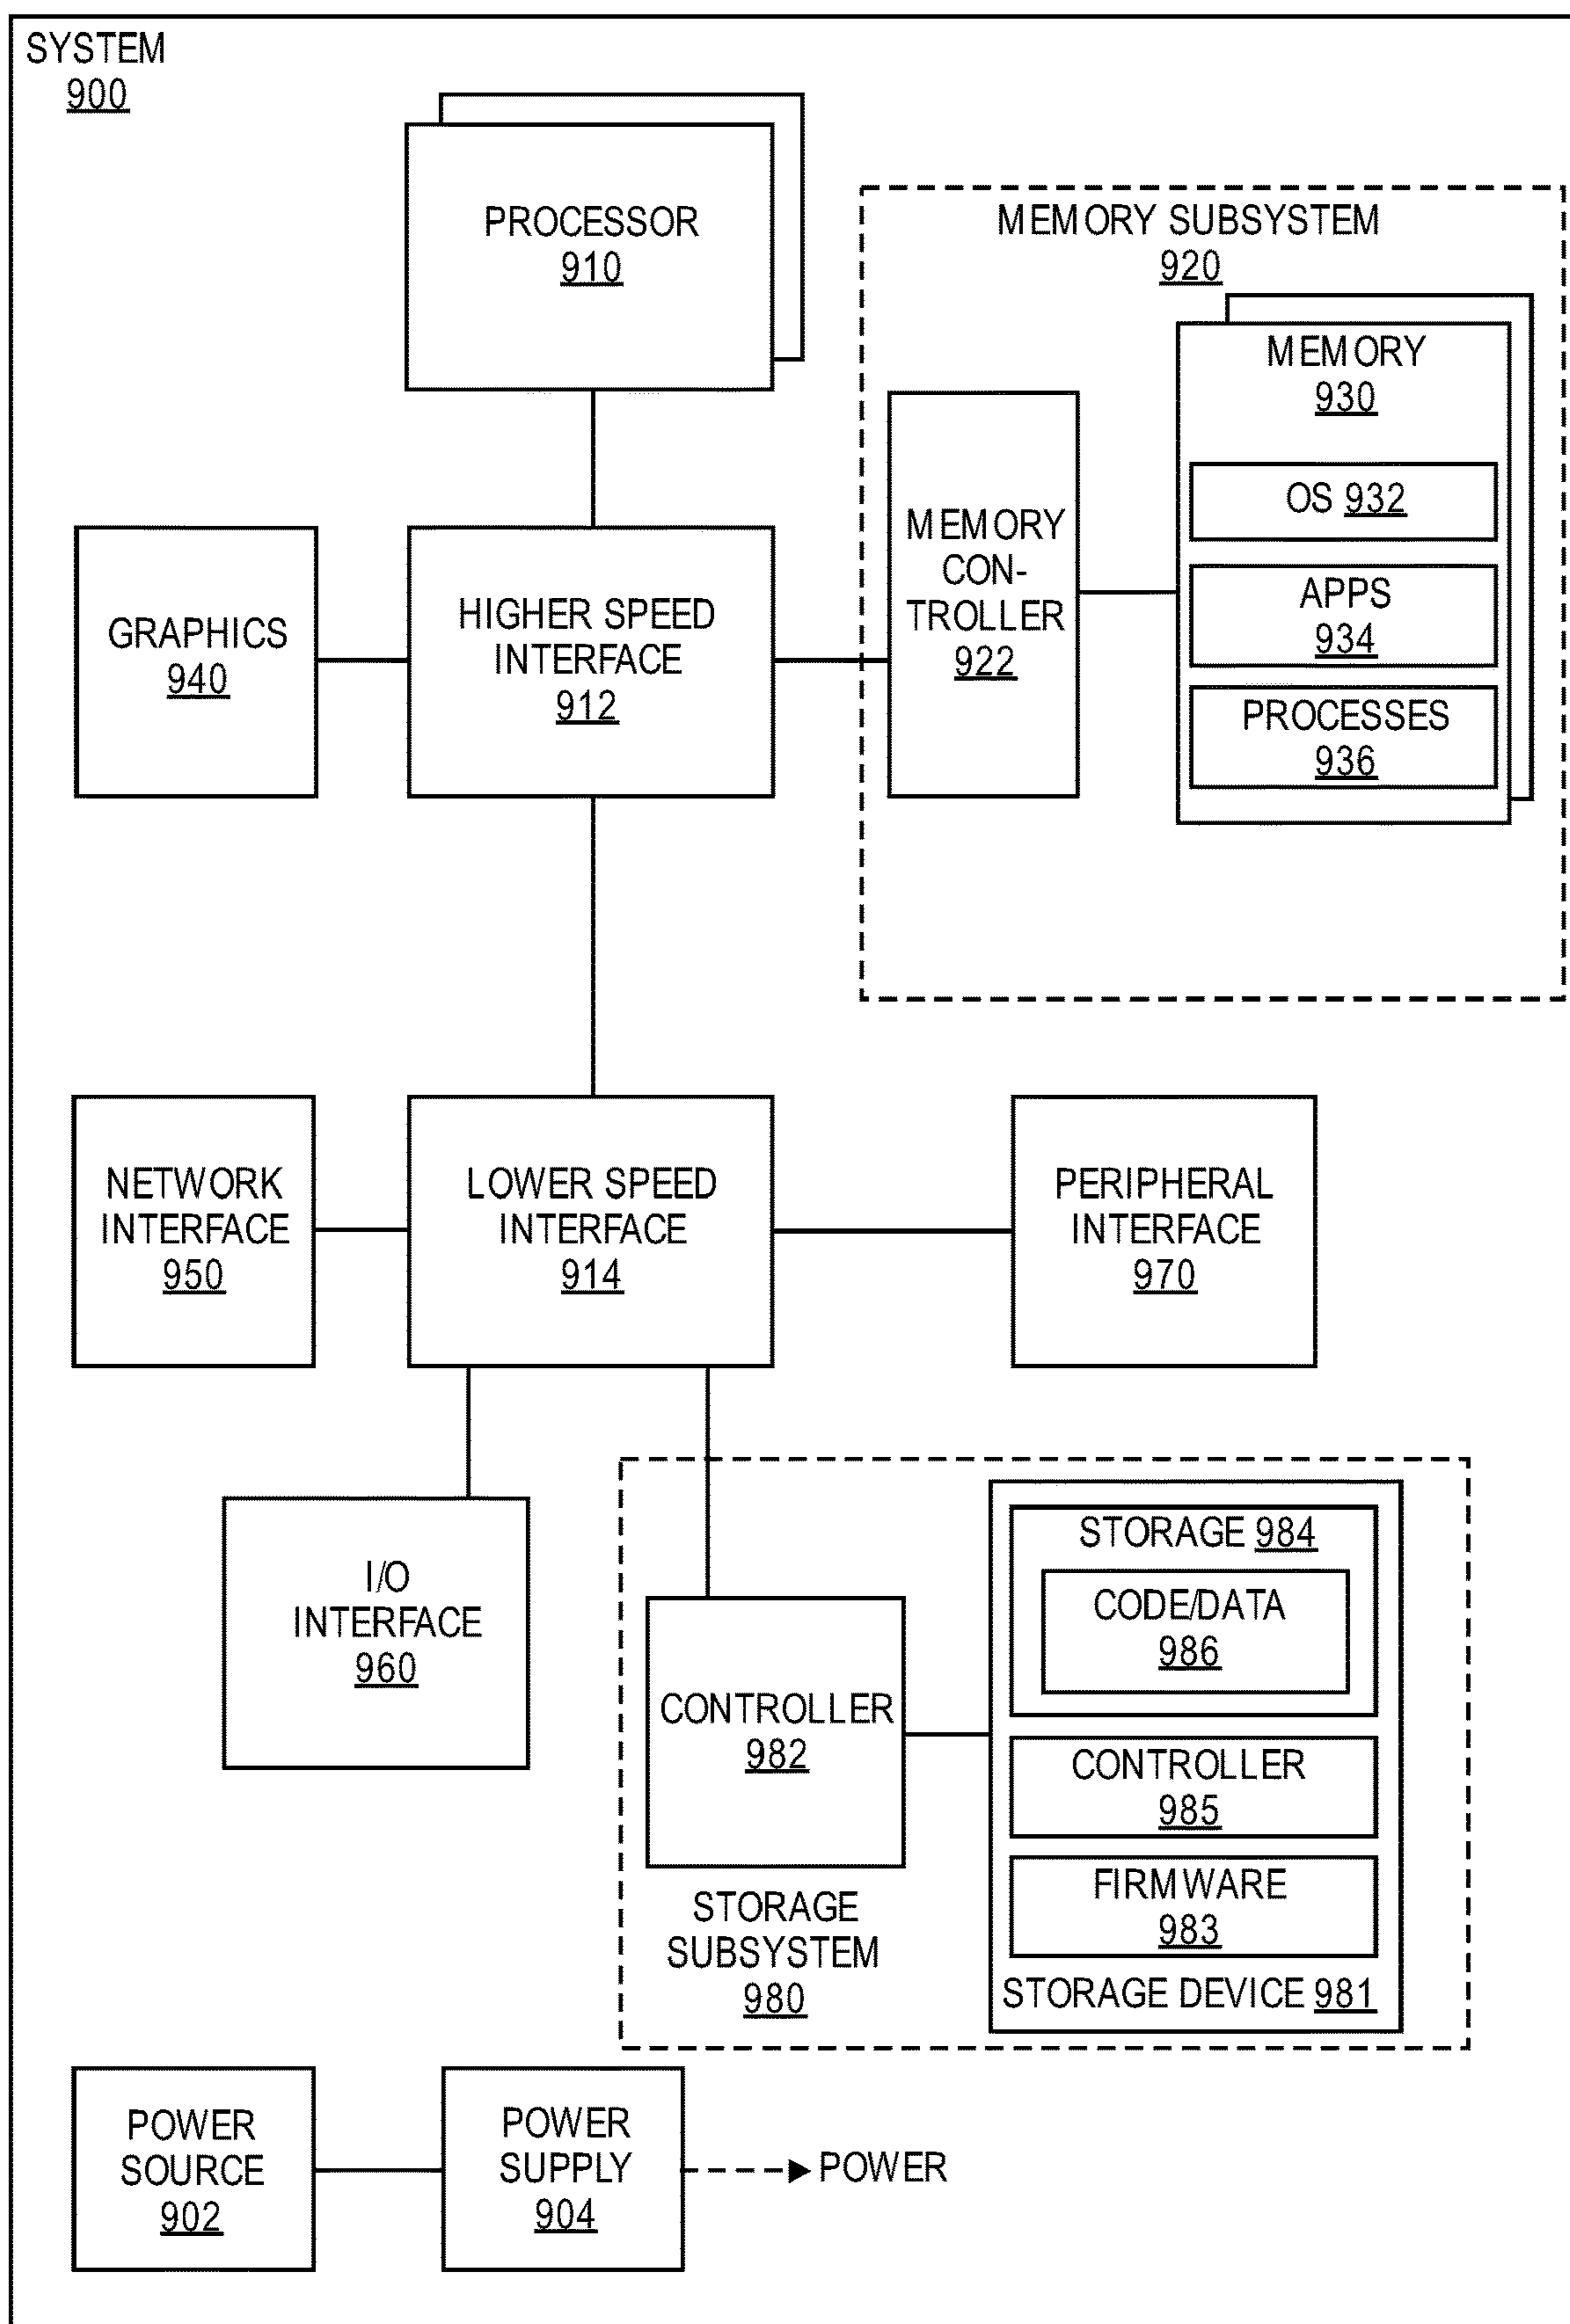 SYSTEM
900
PROCESSOR
910
MEMORY SUBSYSTEM
920
MEMORY
930
OS 932
APPS
934
PROCESSES
936
MEMORY
CON-
TROLLER
922
GRAPHICS
940
HIGHER SPEED
INTERFACE
912
NETWORK
INTERFACE
950
LOWER SPEED
INTERFACE
914
PERIPHERAL
INTERFACE
970
I/O
INTERFACE
960
CONTROLLER
982
STORAGE
SUBSYSTEM
980
STORAGE 984
CODE/DATA
986
CONTROLLER
985
FIRMWARE
983
STORAGE DEVICE 981
POWER
SOURCE
902
POWER
SUPPLY
904
POWER